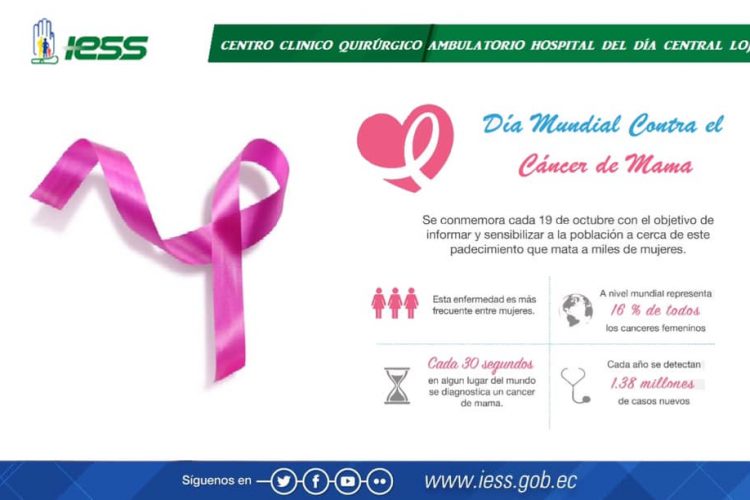 IESS
CENTRO CLINICO QUIRÚRGICO AMBULATORIO HOSPITAL DEL DÍA CENTRAL
Día Mundial Contra el
Cáncer de Mama
Se conmemora cada 19 de octubre con el objetivo de
informar y sensibilizar a la población a cerca de este
padecimiento que mata a miles de mujeres.
Esta enfermedad es más
frecuente entre mujeres.
A nivel mundial representa
16 % de todos
los canceres femeninos
Cada 30 segundos
en algun lugar del mundo
se diagnostica un cancer
de mama.
Cada año se detectan
1.38 millones
de casos nuevos
Síguenos en
www.iess.gob.ec